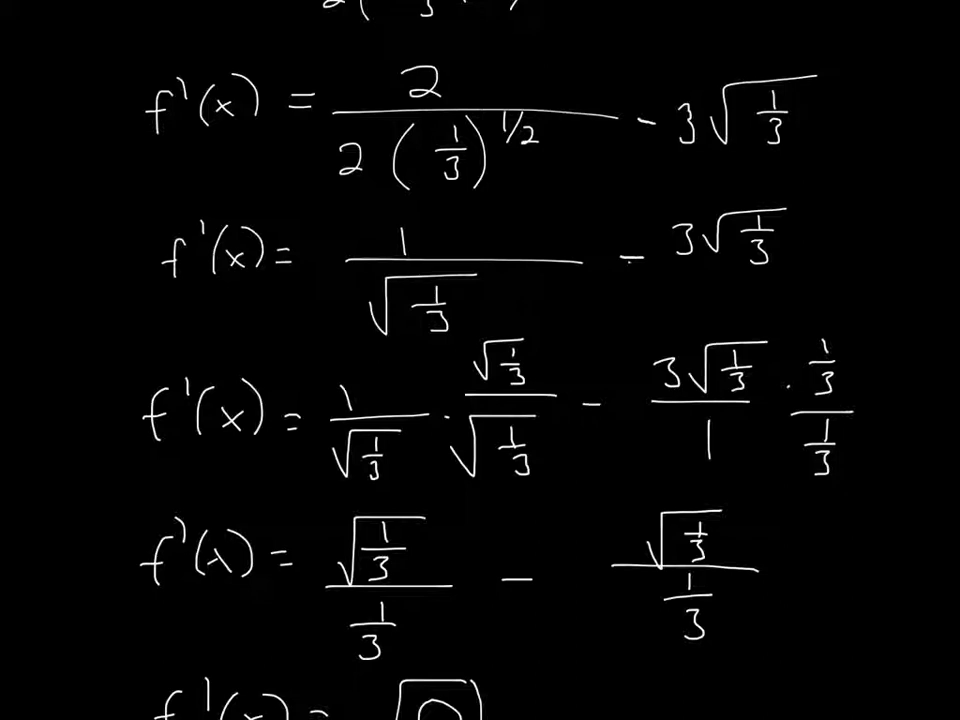 f'(x) = 2 / 2(1/3)^1/2 - 3√(1/3)
f'(x) = 1 / √(1/3) - 3√(1/3)
f'(x) = 1 / √(1/3) · √(1/3) / √(1/3) - 3√(1/3) / 1 · (1/3) / (1/3)
f'(x) = √(1/3) / (1/3) - √(1/3) / (1/3)
f'(x) = 0